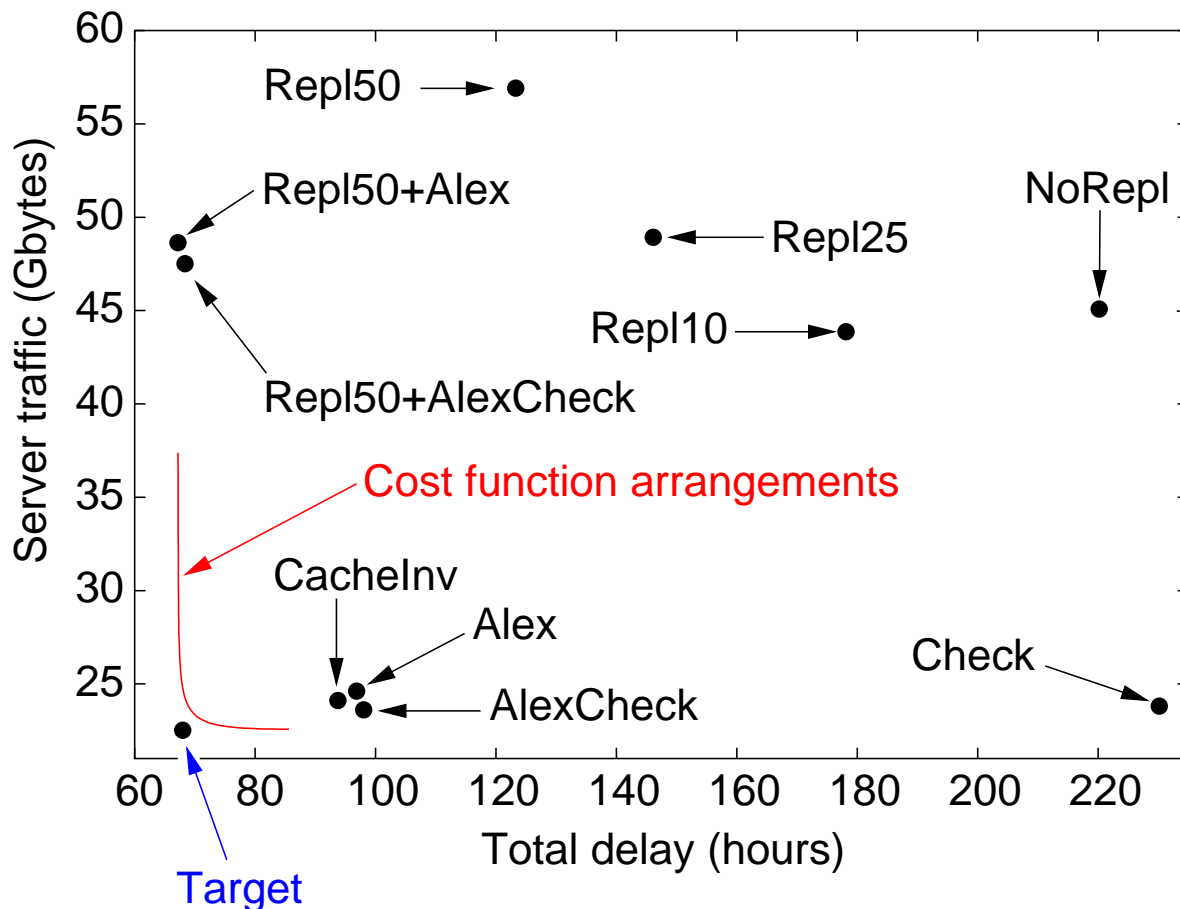 60
55
50
45
40
35
30
25
Server traffic (Gbytes)
Repl50
Repl50+Alex
NoRepl
Repl25
Repl10
Repl50+AlexCheck
Cost function arrangements
CacheInv
Alex
Check
AlexCheck
60 80 100 120 140 160 180 200 220
Total delay (hours)
Target